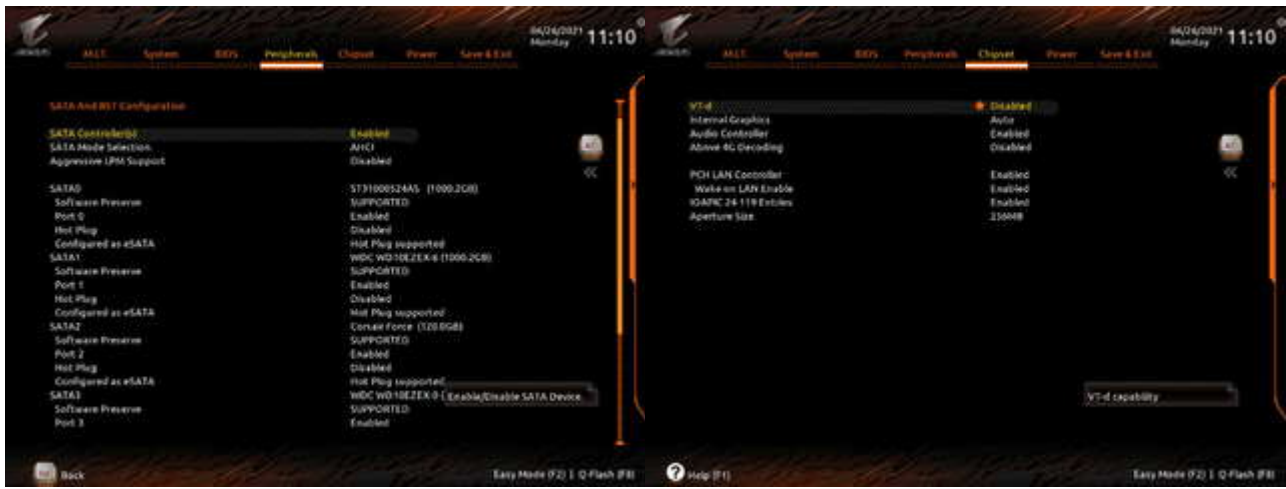 AORUS
06/26/2021
Monday 11:10
M.I.T. System BIOS Peripherals Chipset Power Save & Exit
SATA And RST Configuration
SATA Controller(s) Enabled
SATA Mode Selection AHCI
Aggressive LPM Support Disabled
SATA0 ST31000524AS (1000.2GB)
Software Preserve SUPPORTED
Port 0 Enabled
Hot Plug Disabled
Configured as eSATA Hot Plug supported
SATA1 WDC WD10EZEX-6 (1000.2GB)
Software Preserve SUPPORTED
Port 1 Enabled
Hot Plug Disabled
Configured as eSATA Hot Plug supported
SATA2 Corsair Force (120.0GB)
Software Preserve SUPPORTED
Port 2 Enabled
Hot Plug Disabled
Configured as eSATA Hot Plug supported
SATA3 WDC WD10EZEX-0 (
Enable/Disable SATA Device
Software Preserve SUPPORTED
Port 3 Enabled
Back
Easy Mode (F2) | Q-Flash (F8)
AORUS
06/26/2021
Monday 11:10
M.I.T. System BIOS Peripherals Chipset Power Save & Exit
VT-d Disabled
Internal Graphics Auto
Audio Controller Enabled
Above 4G Decoding Disabled
PCH LAN Controller Enabled
Wake on LAN Enable Enabled
IOAPIC 24-119 Entries Enabled
Aperture Size 256MB
VT-d capability
Help (F1)
Easy Mode (F2) | Q-Flash (F8)